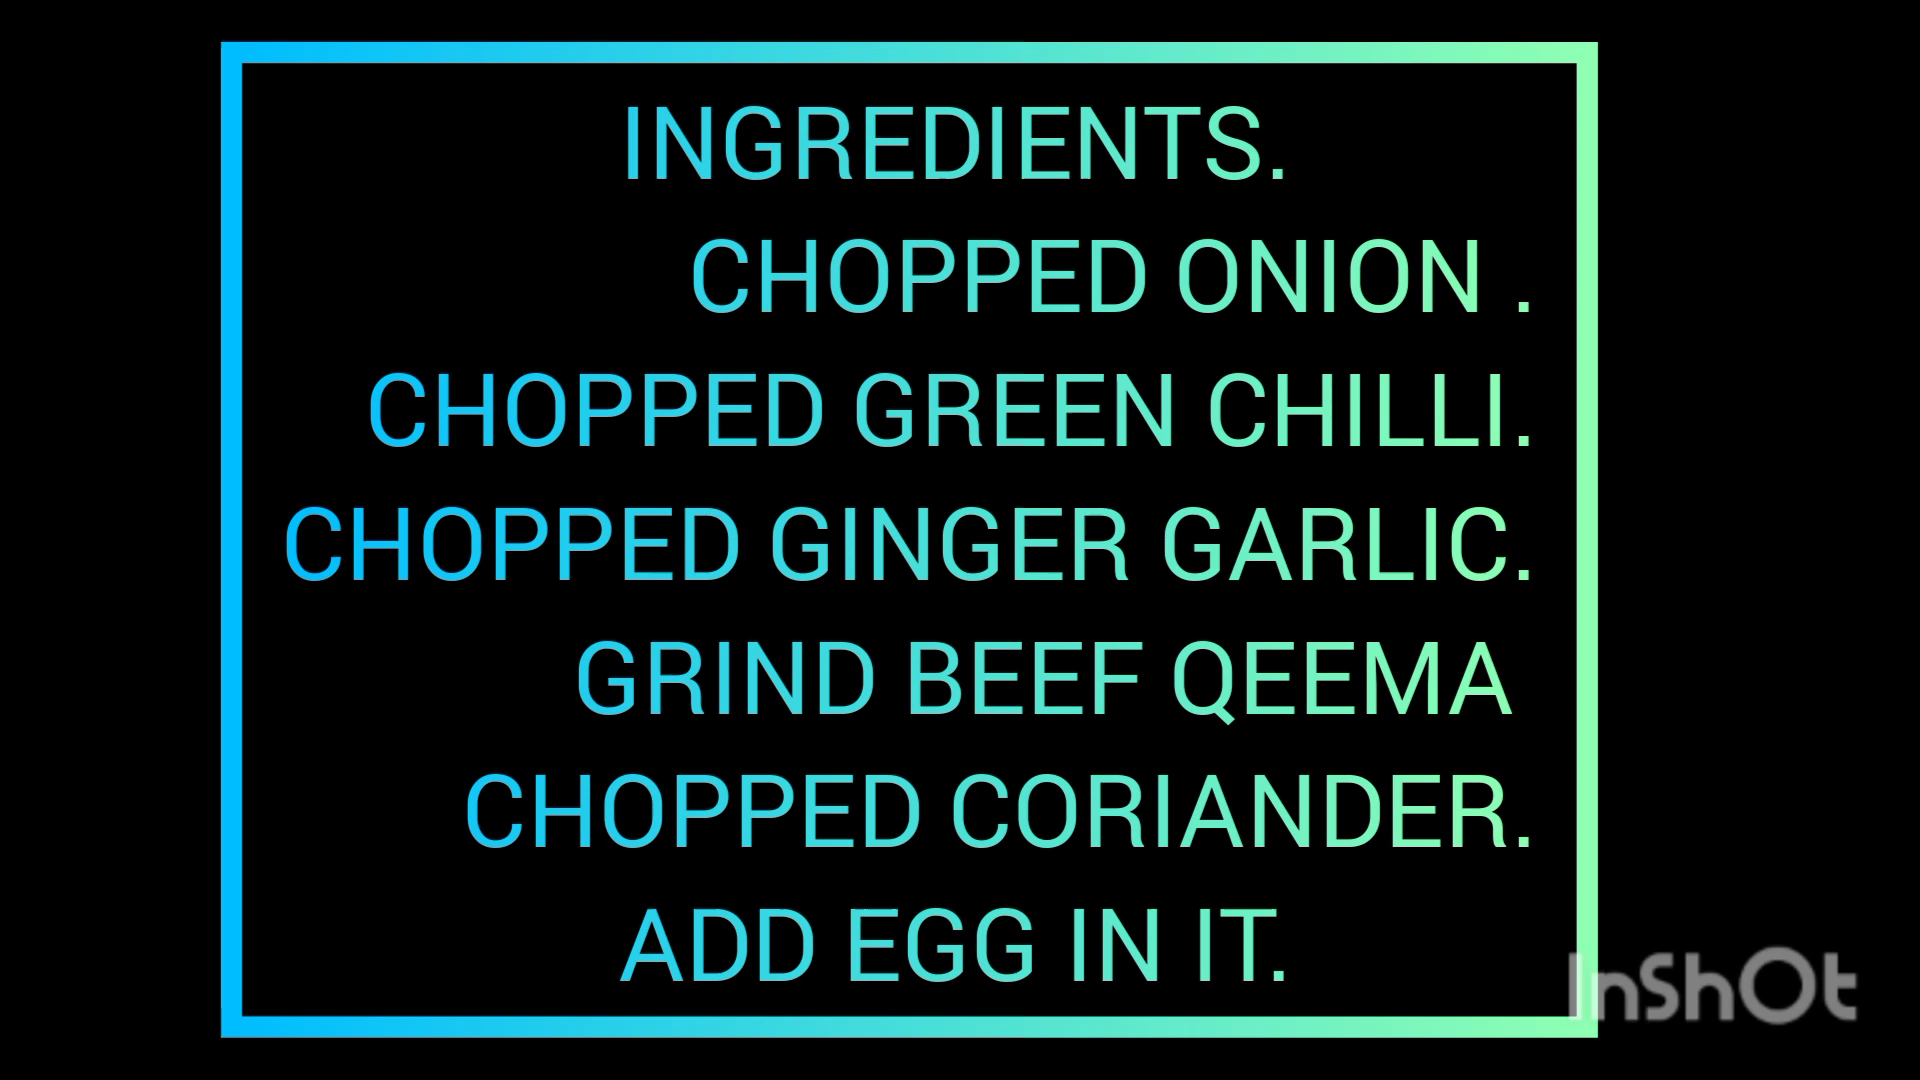 INGREDIENTS.
CHOPPED ONION .
CHOPPED GREEN CHILLI.
CHOPPED GINGER GARLIC.
GRIND BEEF QEEMA
CHOPPED CORIANDER.
ADD EGG IN IT.
InShOt